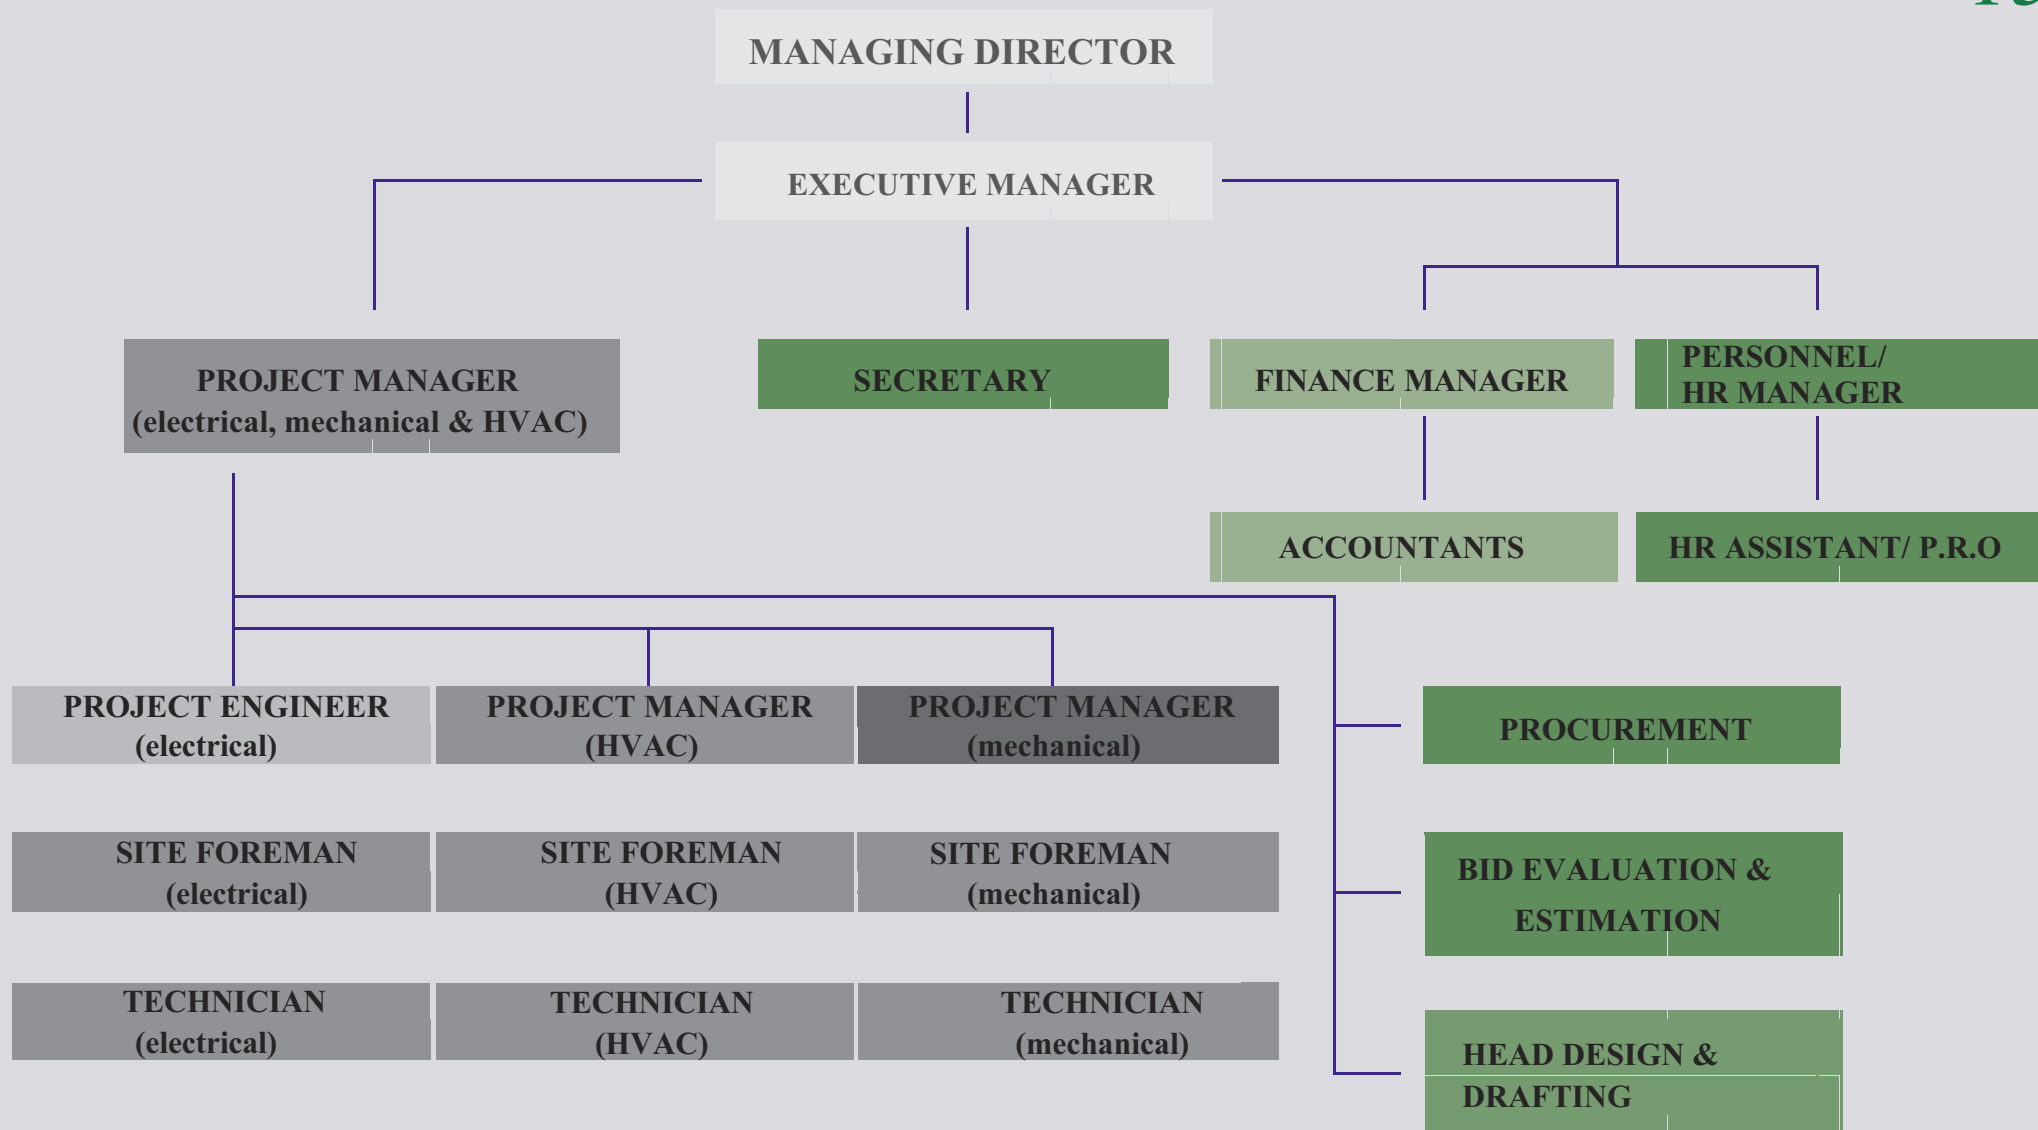 MANAGING DIRECTOR
EXECUTIVE MANAGER
PROJECT MANAGER
(electrical, mechanical & HVAC)
SECRETARY
FINANCE MANAGER
PERSONNEL/
HR MANAGER
ACCOUNTANTS
HR ASSISTANT/ P.R.O
PROJECT ENGINEER
(electrical)
PROJECT MANAGER
(HVAC)
PROJECT MANAGER
(mechanical)
PROCUREMENT
SITE FOREMAN
(electrical)
SITE FOREMAN
(HVAC)
SITE FOREMAN
(mechanical)
BID EVALUATION &
ESTIMATION
TECHNICIAN
(electrical)
TECHNICIAN
(HVAC)
TECHNICIAN
(mechanical)
HEAD DESIGN &
DRAFTING